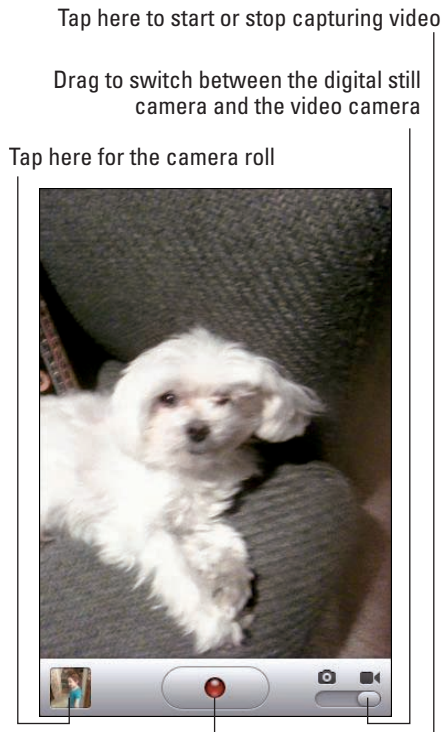 Tap here to start or stop capturing video
Drag to switch between the digital still
camera and the video camera
Tap here for the camera roll